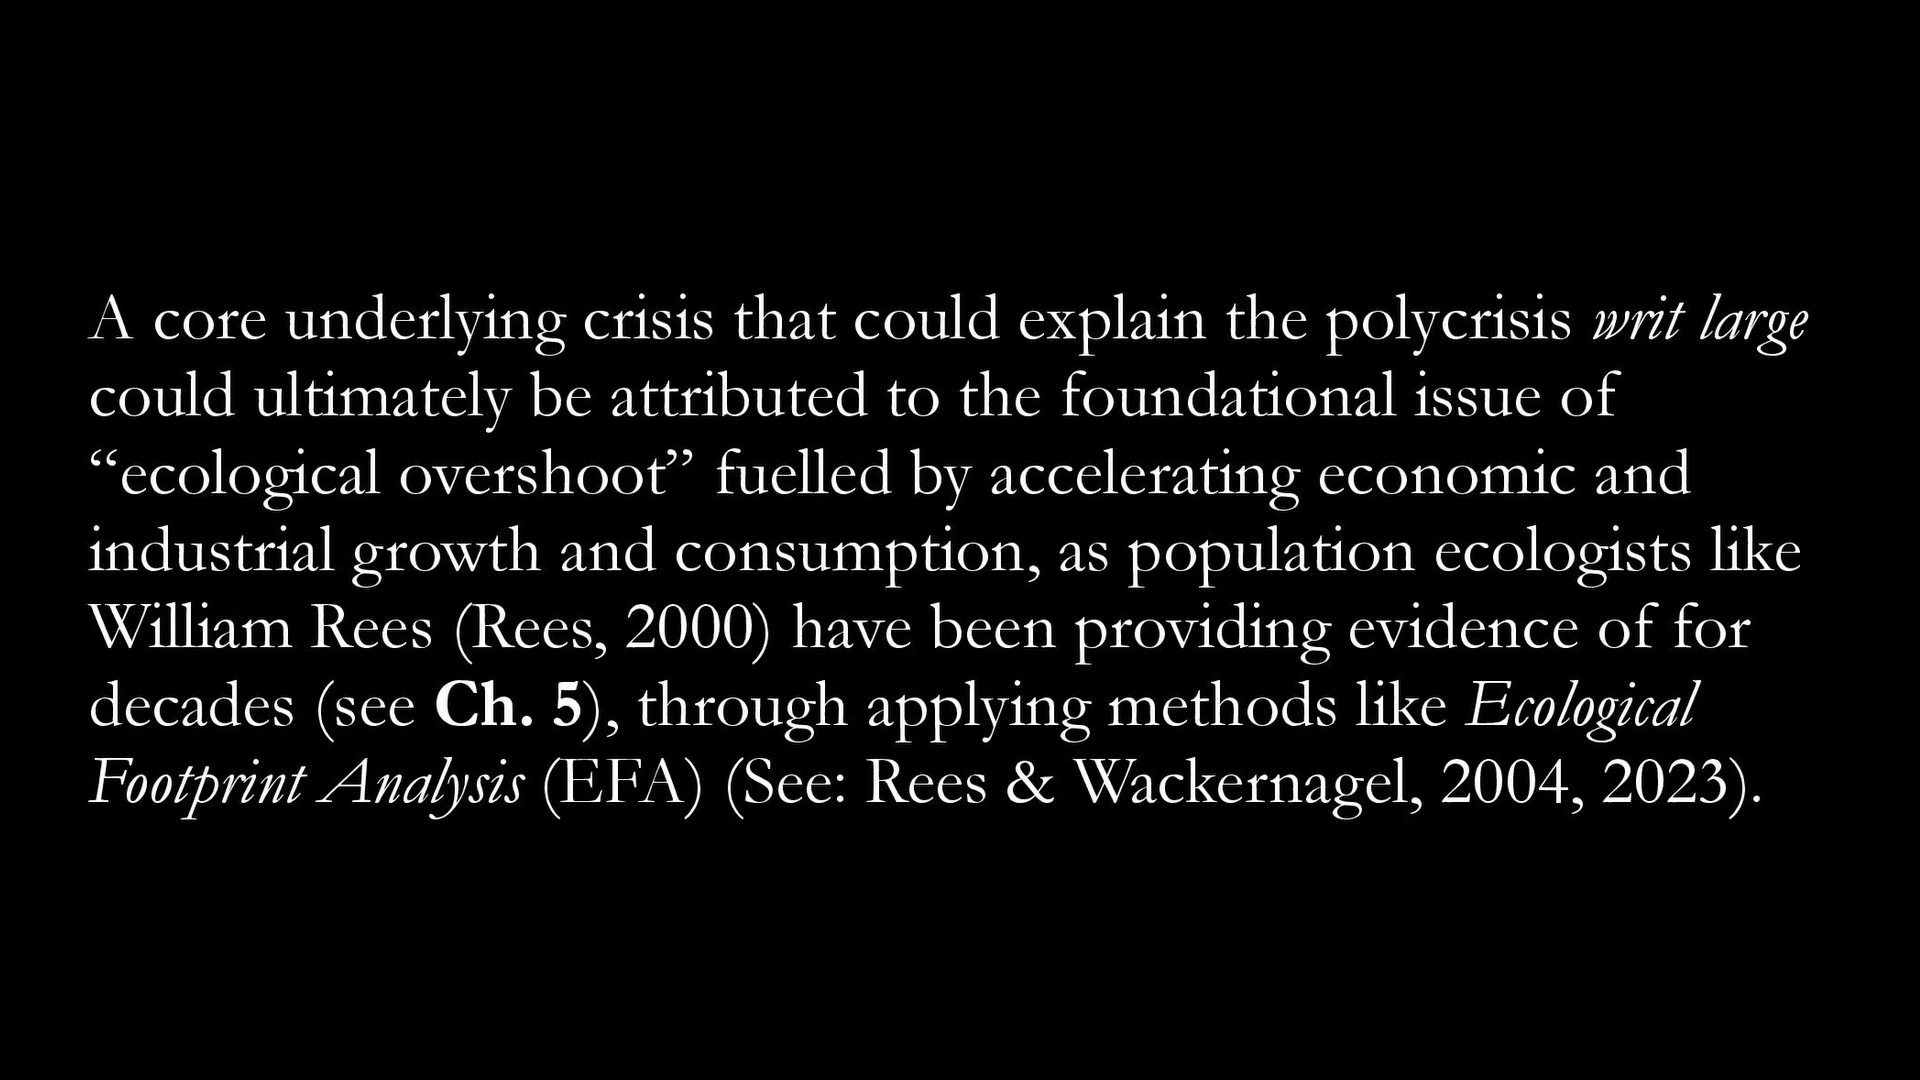 A core underlying crisis that could explain the polycrisis writ large
could ultimately be attributed to the foundational issue of
“ecological overshoot” fuelled by accelerating economic and
industrial growth and consumption, as population ecologists like
William Rees (Rees, 2000) have been providing evidence of for
decades (see Ch. 5), through applying methods like Ecological
Footprint Analysis (EFA) (See: Rees & Wackernagel, 2004, 2023).